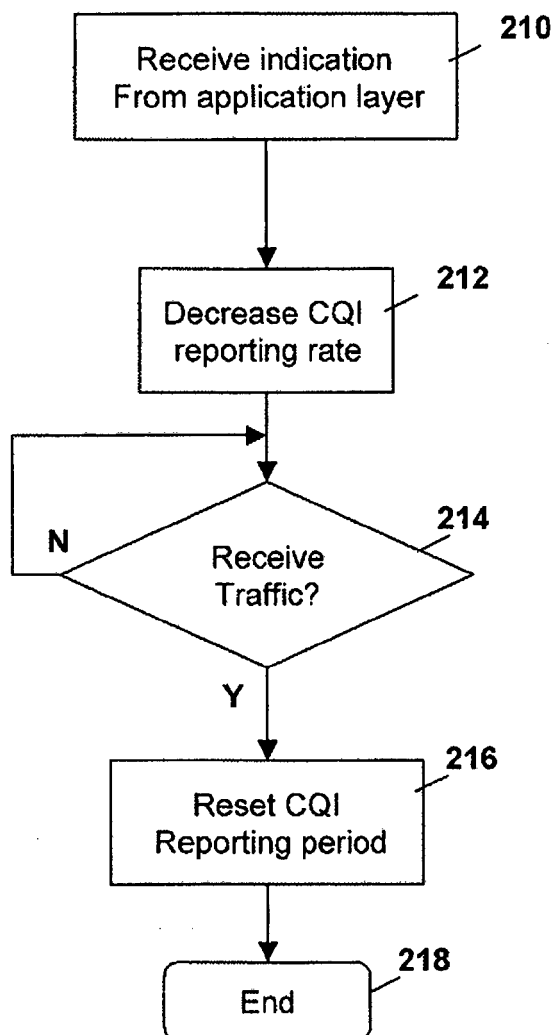 210
Receive indication
From application layer
212
Decrease CQI
reporting rate
214
N
Receive
Traffic?
Y
216
Reset CQI
Reporting period
218
End